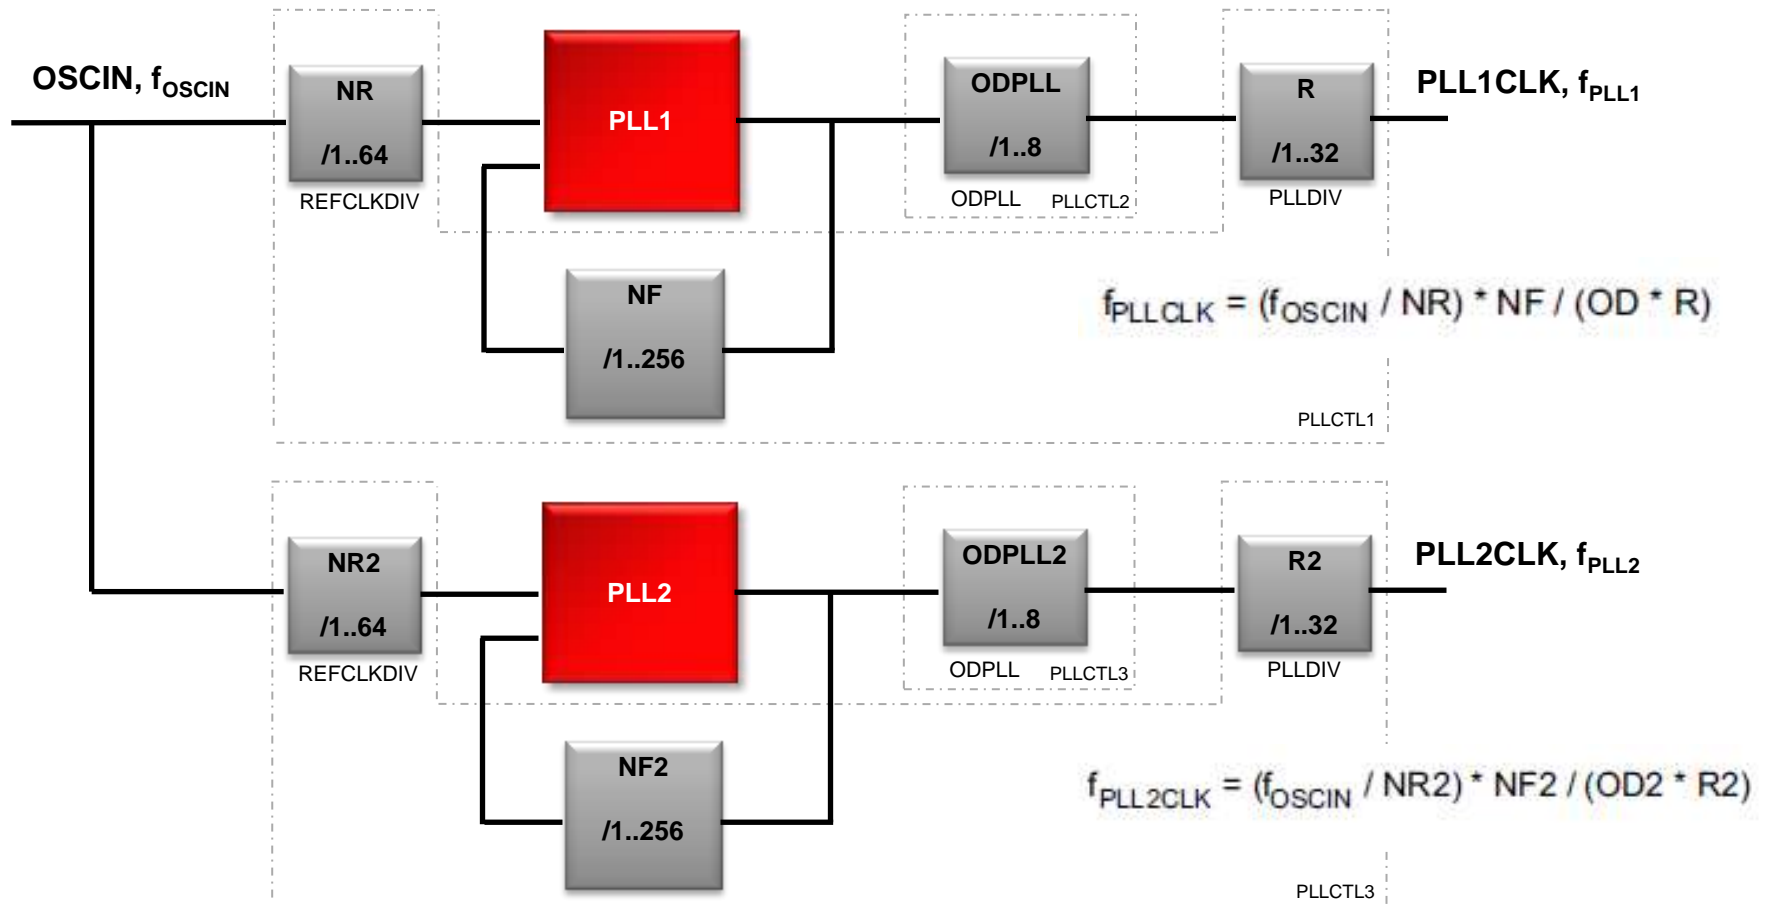 OSCIN, fOSCIN
NR
/1..64
REFCLKDIV
PLL1
ODPLL
/1..8
ODPLL
PLLCTL2
R
/1..32
PLLDIV
PLL1CLK, fPLL1
NF
/1..256
fPLLCLK = (fOSCIN / NR) * NF / (OD * R)
PLLCTL1
NR2
/1..64
REFCLKDIV
PLL2
ODPLL2
/1..8
ODPLL
PLLCTL3
R2
/1..32
PLLDIV
PLL2CLK, fPLL2
NF2
/1..256
fPLL2CLK = (fOSCIN / NR2) * NF2 / (OD2 * R2)
PLLCTL3